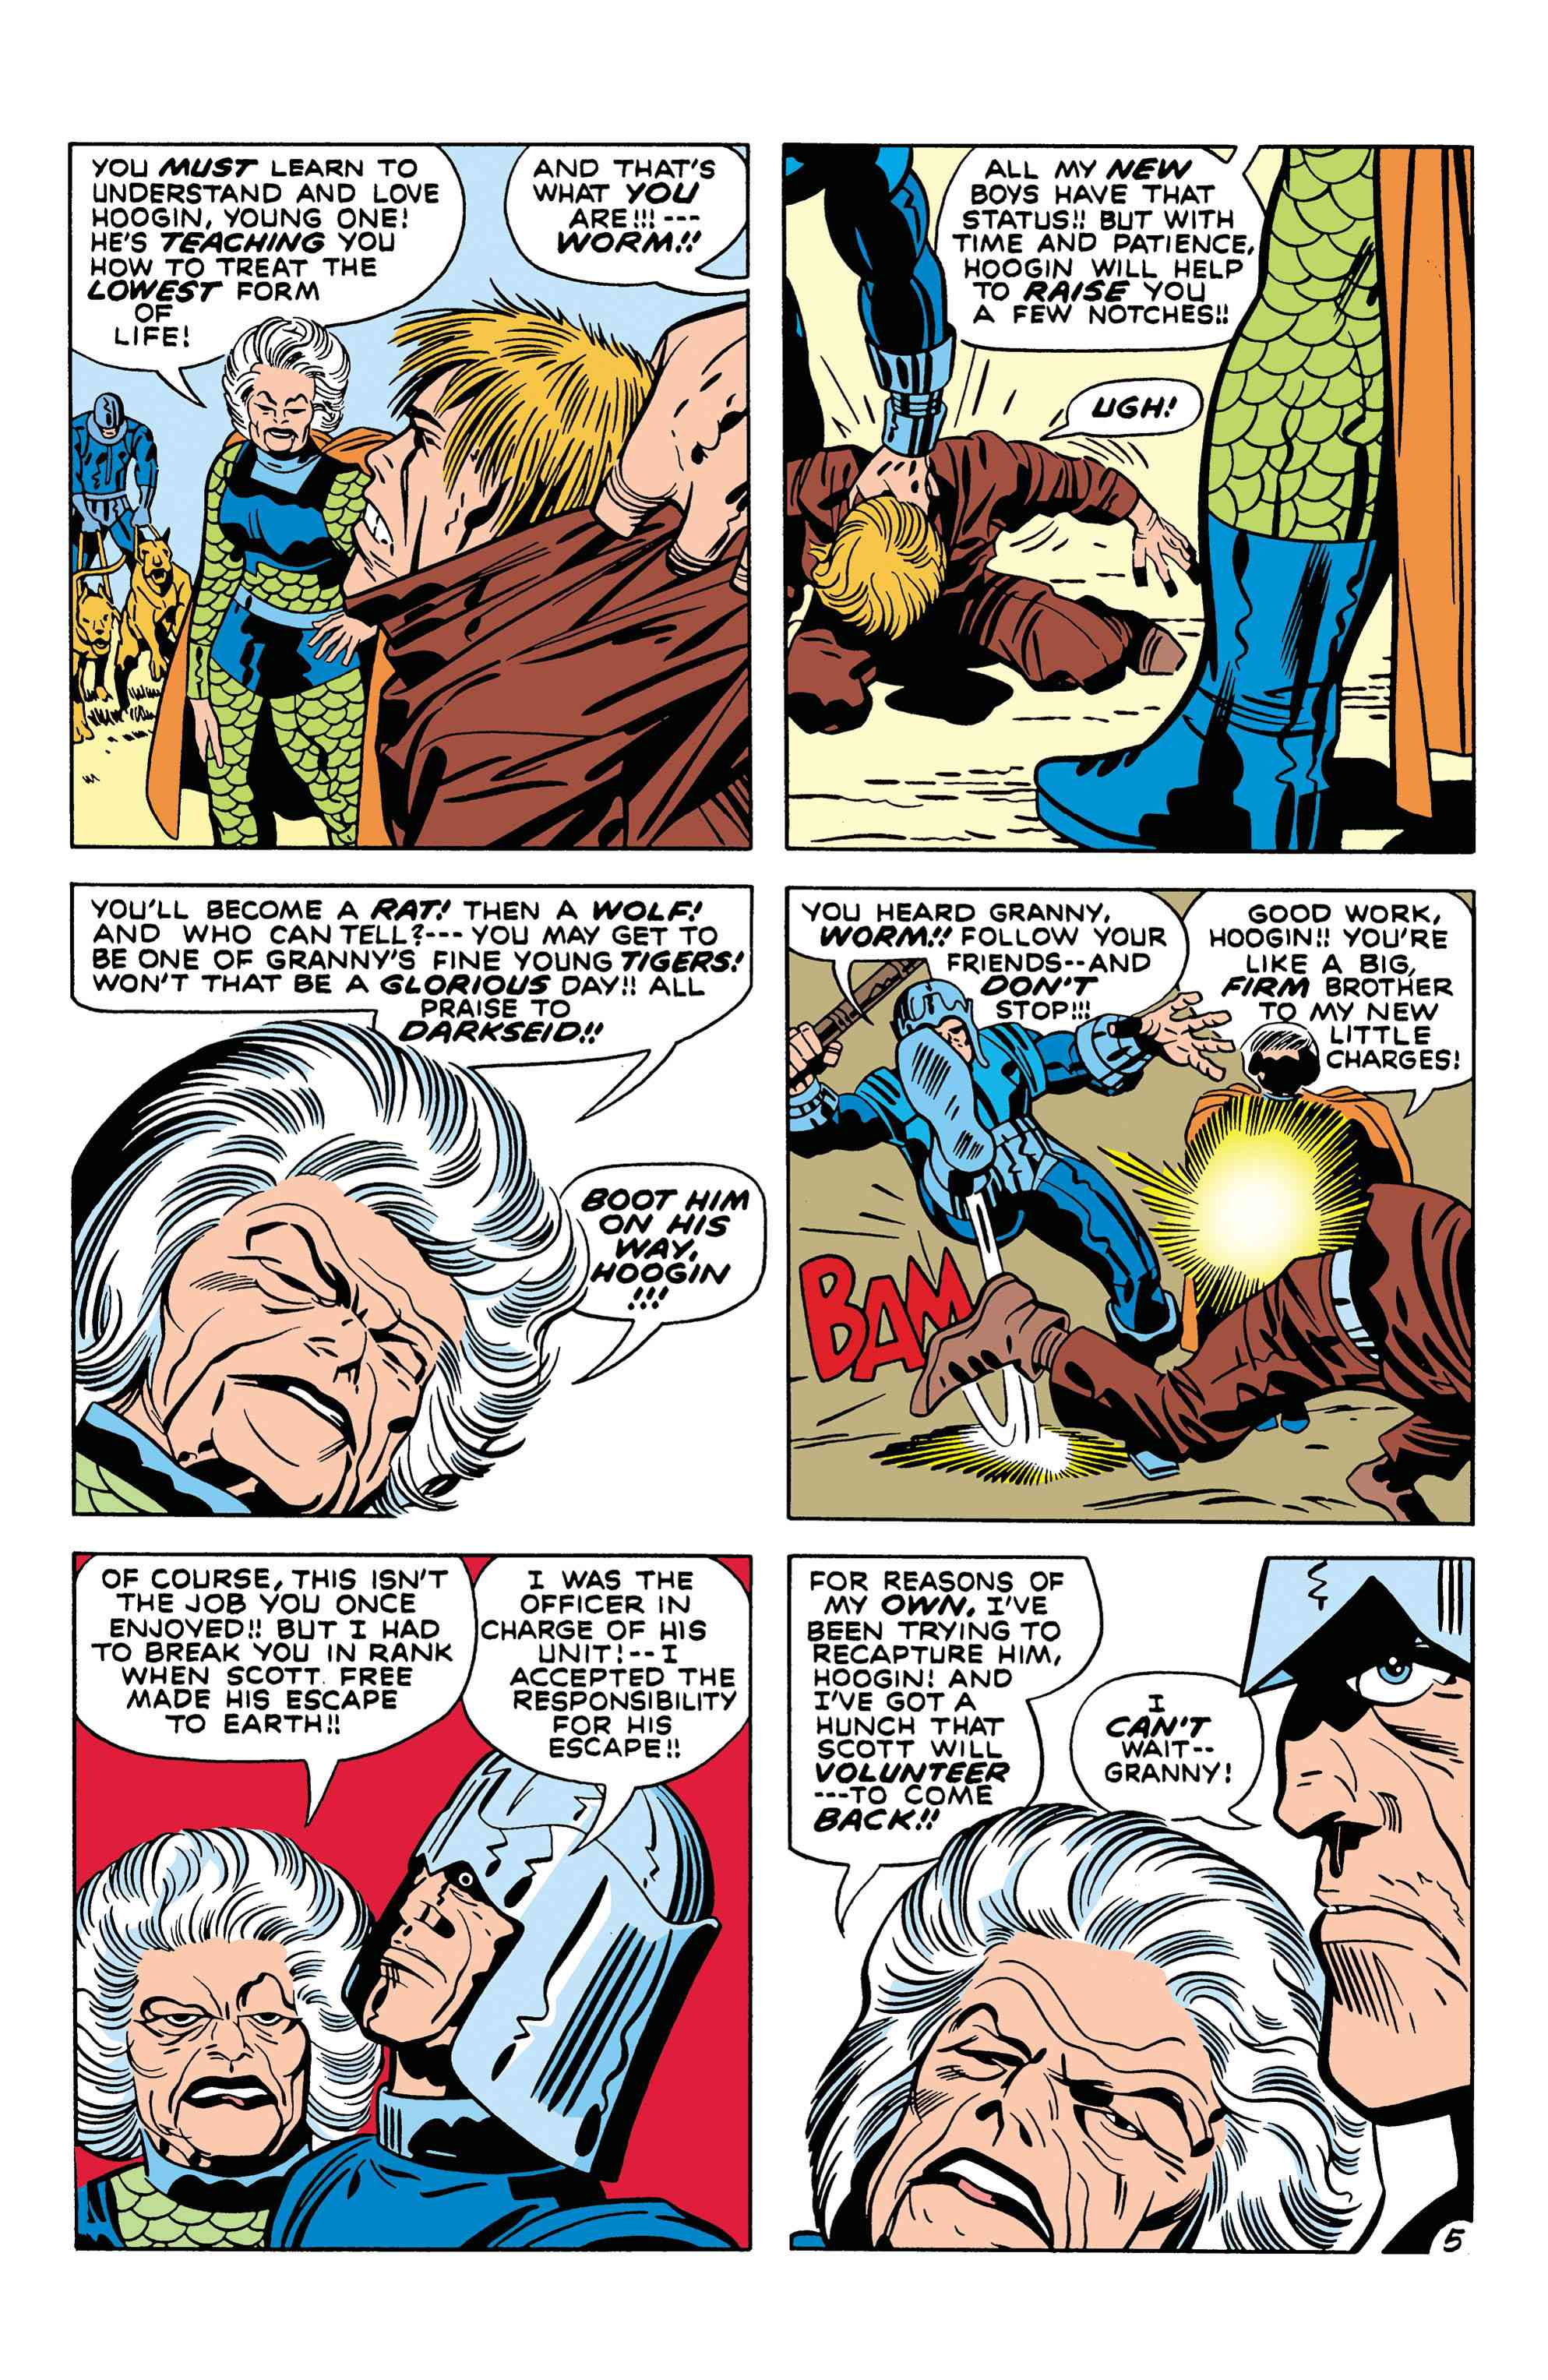 YOU MUST LEARN TO
UNDERSTAND AND LOVE
HOOGIN, YOUNG ONE!
HE'S TEACHING YOU
HOW TO TREAT THE
LOWEST FORM
OF
LIFE!
AND THAT'S
WHAT YOU
ARE!!! ---
WORM!!
ALL MY NEW
BOYS HAVE THAT
STATUS!! BUT WITH
TIME AND PATIENCE,
HOOGIN WILL HELP
TO RAISE YOU
A FEW NOTCHES!!
UGH!
YOU'LL BECOME A RAT! THEN A WOLF!
AND WHO CAN TELL?--- YOU MAY GET TO
BE ONE OF GRANNY'S FINE YOUNG TIGERS!
WON'T THAT BE A GLORIOUS DAY!! ALL
PRAISE TO
DARKSEID!!
BOOT HIM
ON HIS
WAY,
HOOGIN
!!!
YOU HEARD GRANNY,
WORM!! FOLLOW YOUR
FRIENDS--AND
DON'T
STOP!!!
GOOD WORK,
HOOGIN!! YOU'RE
LIKE A BIG,
FIRM BROTHER
TO MY NEW
LITTLE
CHARGES!
BAM
OF COURSE, THIS ISN'T
THE JOB YOU ONCE
ENJOYED!! BUT I HAD
TO BREAK YOU IN RANK
WHEN SCOTT FREE
MADE HIS ESCAPE
TO EARTH!!
I WAS THE
OFFICER IN
CHARGE OF HIS
UNIT!--I
ACCEPTED THE
RESPONSIBILITY
FOR HIS
ESCAPE!!
FOR REASONS OF
MY OWN, I'VE
BEEN TRYING TO
RECAPTURE HIM,
HOOGIN! AND
I'VE GOT A
HUNCH THAT
SCOTT WILL
VOLUNTEER
---TO COME
BACK!!
I
CAN'T
WAIT--
GRANNY!
5